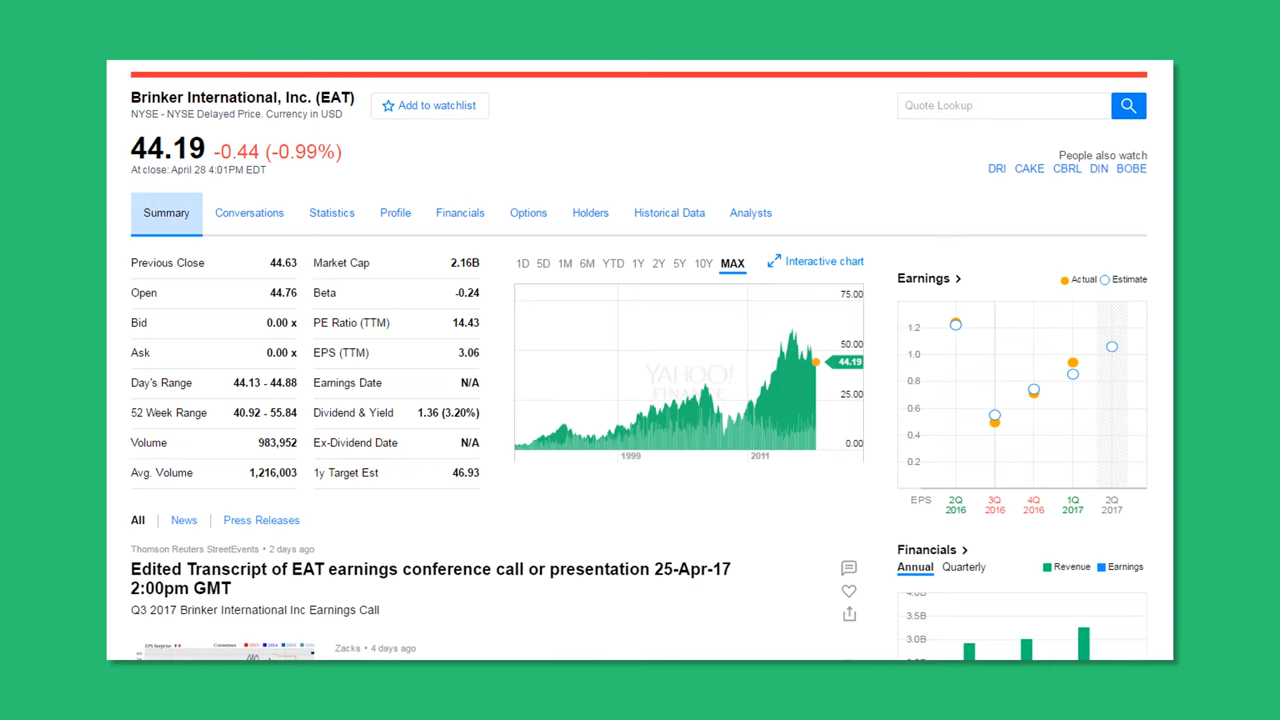 Brinker International, Inc. (EAT)
Add to watchlist
NYSE - NYSE Delayed Price. Currency in USD
Quote Lookup
44.19 -0.44 (-0.99%)
At close: April 28 4:01PM EDT
People also watch
DRI CAKE CBRL DIN BOBE
Summary Conversations Statistics Profile Financials Options Holders Historical Data Analysts
Previous Close 44.63
Open 44.76
Bid 0.00 x
Ask 0.00 x
Day's Range 44.13 - 44.88
52 Week Range 40.92 - 55.84
Volume 983,952
Avg. Volume 1,216,003
Market Cap 2.16B
Beta -0.24
PE Ratio (TTM) 14.43
EPS (TTM) 3.06
Earnings Date N/A
Dividend & Yield 1.36 (3.20%)
Ex-Dividend Date N/A
1y Target Est 46.93
1D 5D 1M 6M YTD 1Y 2Y 5Y 10Y MAX
Interactive chart
75.00
50.00
44.19
25.00
0.00
YAHOO!
FINANCE
1999 2011
Earnings
Actual Estimate
1.2
1.0
0.8
0.6
0.4
0.2
EPS 2Q 3Q 4Q 1Q 2Q
2016 2016 2016 2017 2017
All | News | Press Releases
Thomson Reuters StreetEvents • 2 days ago
Edited Transcript of EAT earnings conference call or presentation 25-Apr-17
2:00pm GMT
Q3 2017 Brinker International Inc Earnings Call
EPS Surprise
Consensus
Zacks • 4 days ago
Financials
Annual Quarterly
Revenue Earnings
4.0B
3.5B
3.0B